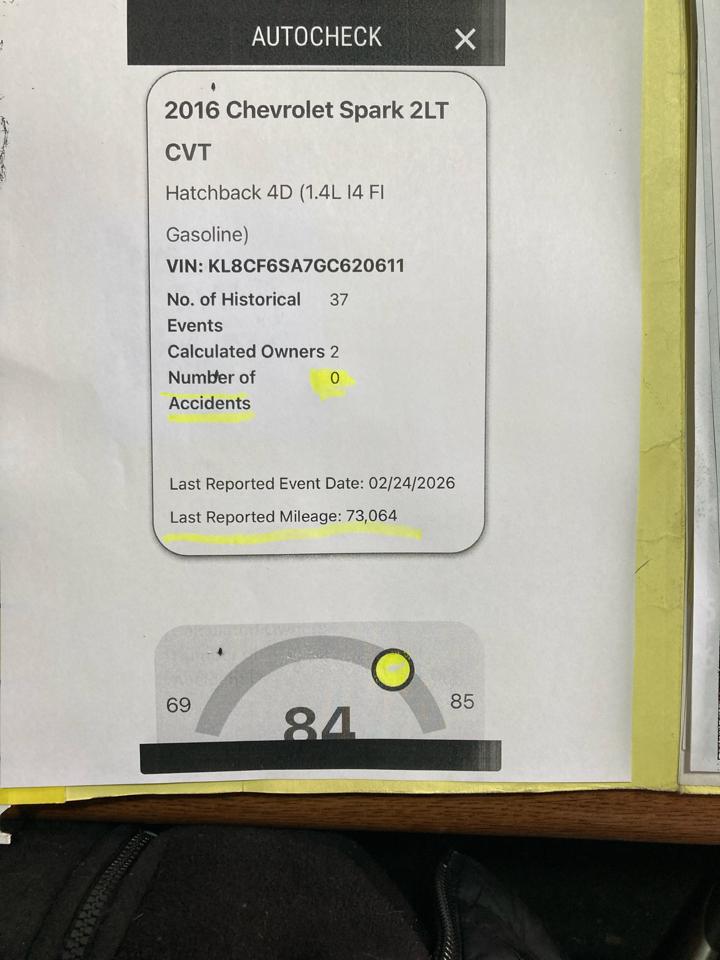 AUTOCHECK ×
2016 Chevrolet Spark 2LT
CVT
Hatchback 4D (1.4L I4 FI
Gasoline)
VIN: KL8CF6SA7GC620611
No. of Historical 37
Events
Calculated Owners 2
Number of 0
Accidents
Last Reported Event Date: 02/24/2026
Last Reported Mileage: 73,064
69 84 85